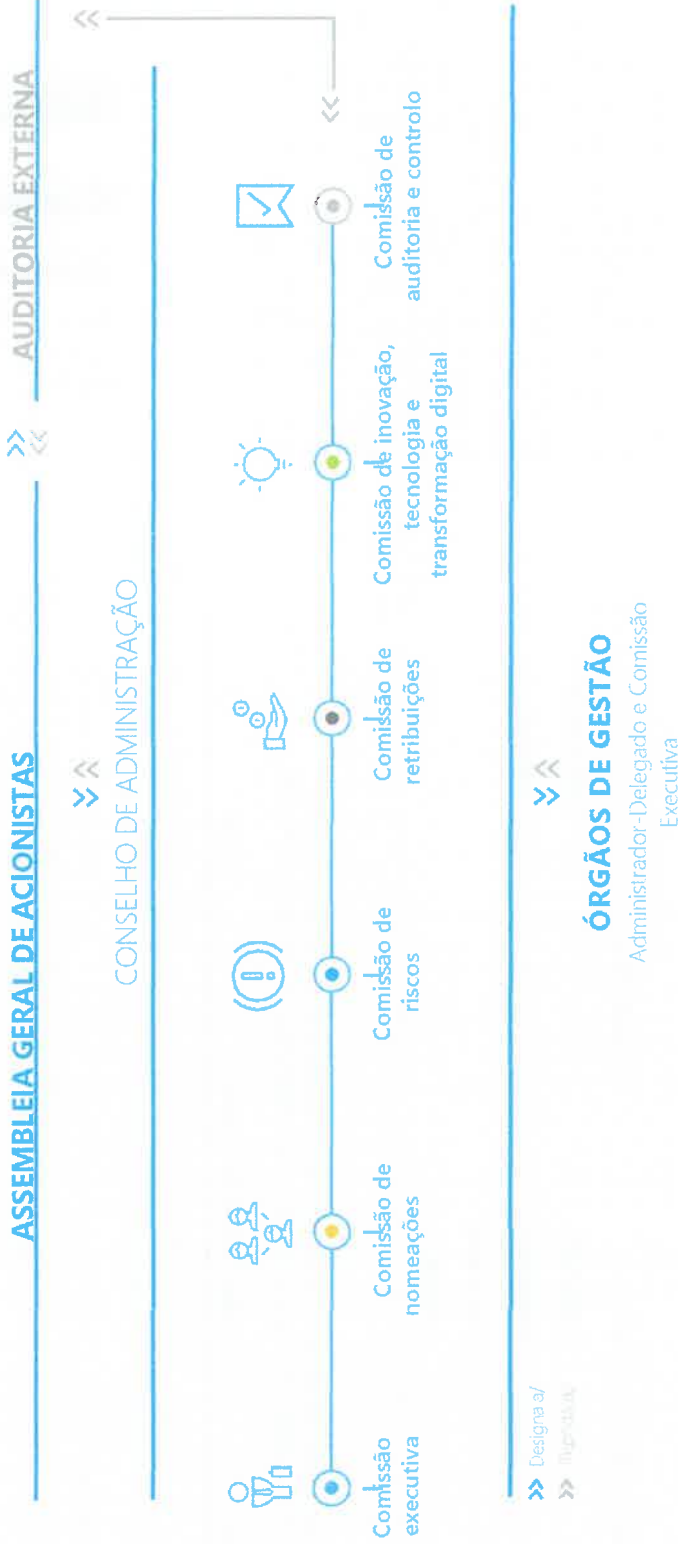 ASSEMBLEIA GERAL DE ACIONISTAS
AUDITORIA EXTERNA
CONSELHO DE ADMINISTRAÇÃO
Comissão
executiva
Comissão de
nomeações
Comissão de
riscos
Comissão de
retribuições
Comissão de inovação,
tecnologia e
transformação digital
Comissão de
auditoria e controlo
Designa a/
ÓRGÃOS DE GESTÃO
Administrador-Delegado e Comissão
Executiva